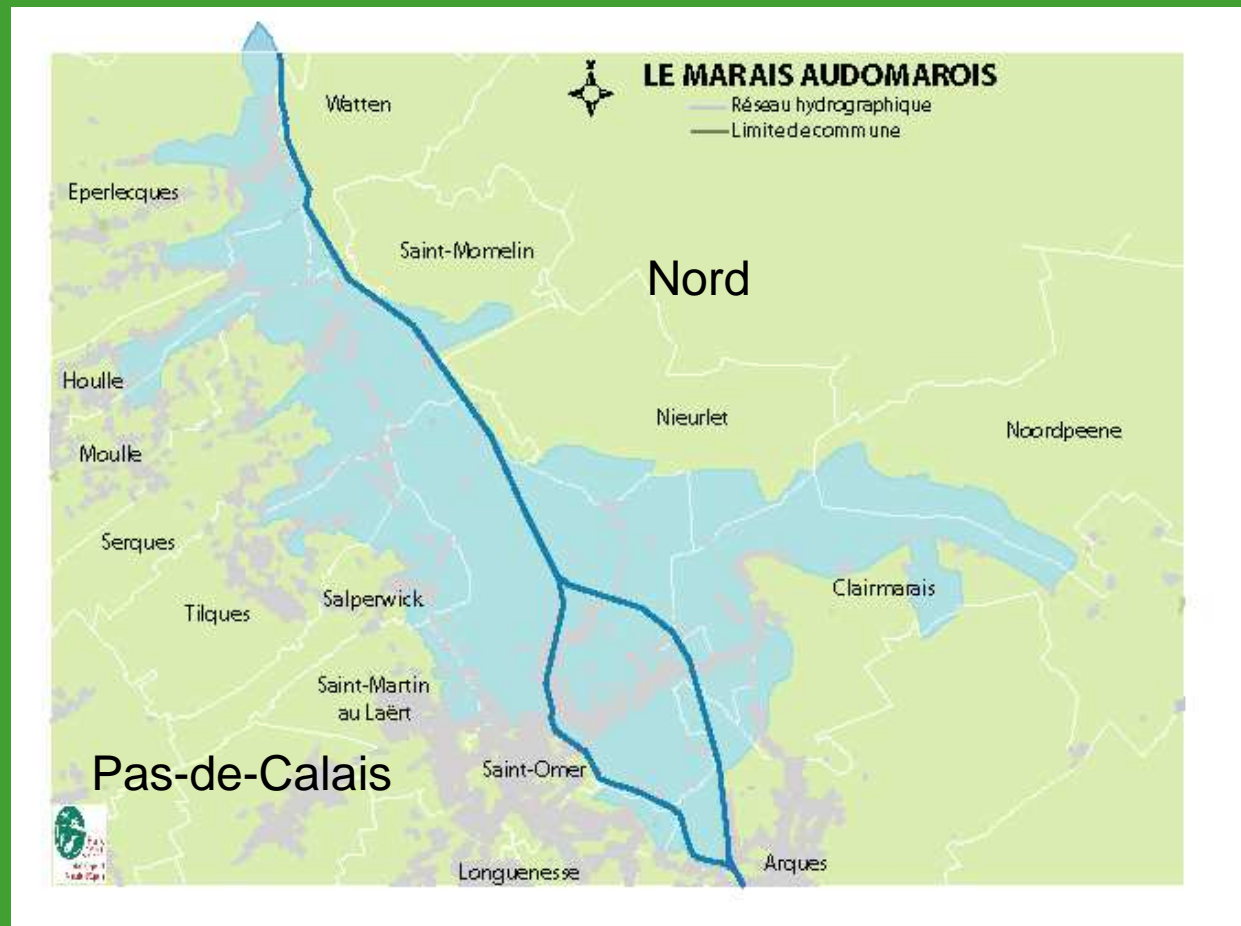 LE MARAIS AUDOMAROIS
Réseau hydrographique
Limite de commune
Watten
Eperlecques
Saint-Momelin
Nord
Houlle
Nieurlet
Noordpeene
Moulle
Serques
Clairmarais
Salperwick
Tilques
Saint-Martin
au Laërt
Pas-de-Calais
Saint-Omer
Arques
Longuenesse